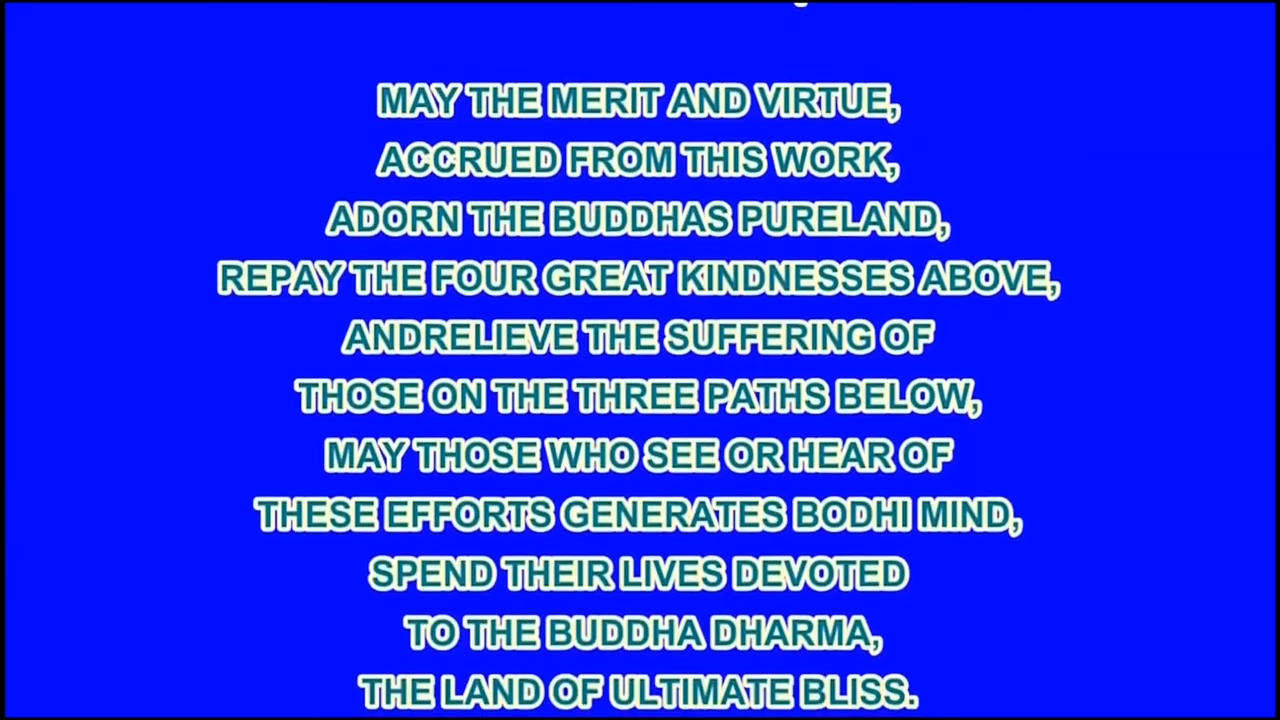 MAY THE MERIT AND VIRTUE,
ACCRUED FROM THIS WORK,
ADORN THE BUDDHAS PURELAND,
REPAY THE FOUR GREAT KINDNESSES ABOVE,
ANDRELIEVE THE SUFFERING OF
THOSE ON THE THREE PATHS BELOW,
MAY THOSE WHO SEE OR HEAR OF
THESE EFFORTS GENERATES BODHI MIND,
SPEND THEIR LIVES DEVOTED
TO THE BUDDHA DHARMA,
THE LAND OF ULTIMATE BLISS.